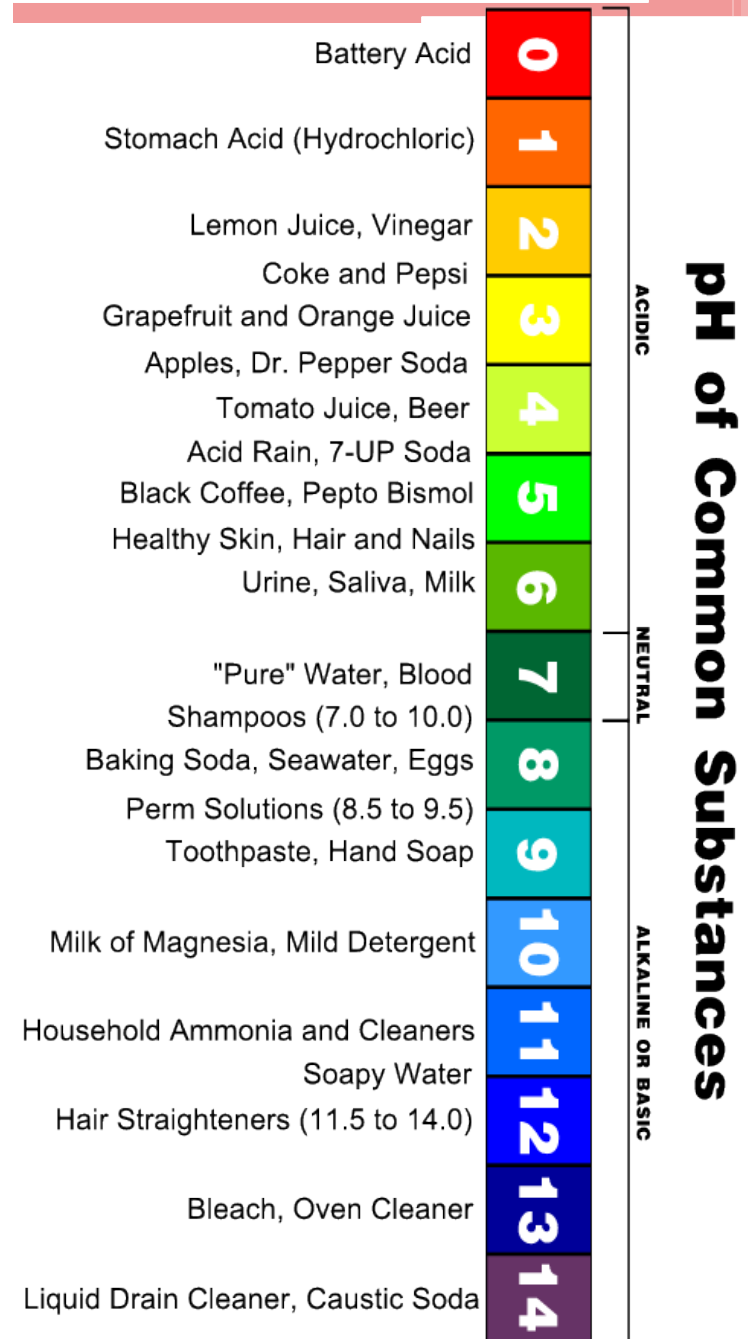 Battery Acid
0
Stomach Acid (Hydrochloric)
1
Lemon Juice, Vinegar
2
Coke and Pepsi
Grapefruit and Orange Juice
3
Apples, Dr. Pepper Soda
Tomato Juice, Beer
4
Acid Rain, 7-UP Soda
Black Coffee, Pepto Bismol
5
Healthy Skin, Hair and Nails
Urine, Saliva, Milk
6
"Pure" Water, Blood
7
Shampoos (7.0 to 10.0)
Baking Soda, Seawater, Eggs
8
Perm Solutions (8.5 to 9.5)
Toothpaste, Hand Soap
9
Milk of Magnesia, Mild Detergent
10
Household Ammonia and Cleaners
11
Soapy Water
Hair Straighteners (11.5 to 14.0)
12
Bleach, Oven Cleaner
13
Liquid Drain Cleaner, Caustic Soda
14
ACIDIC
NEUTRAL
ALKALINE OR BASIC
pH of Common Substances